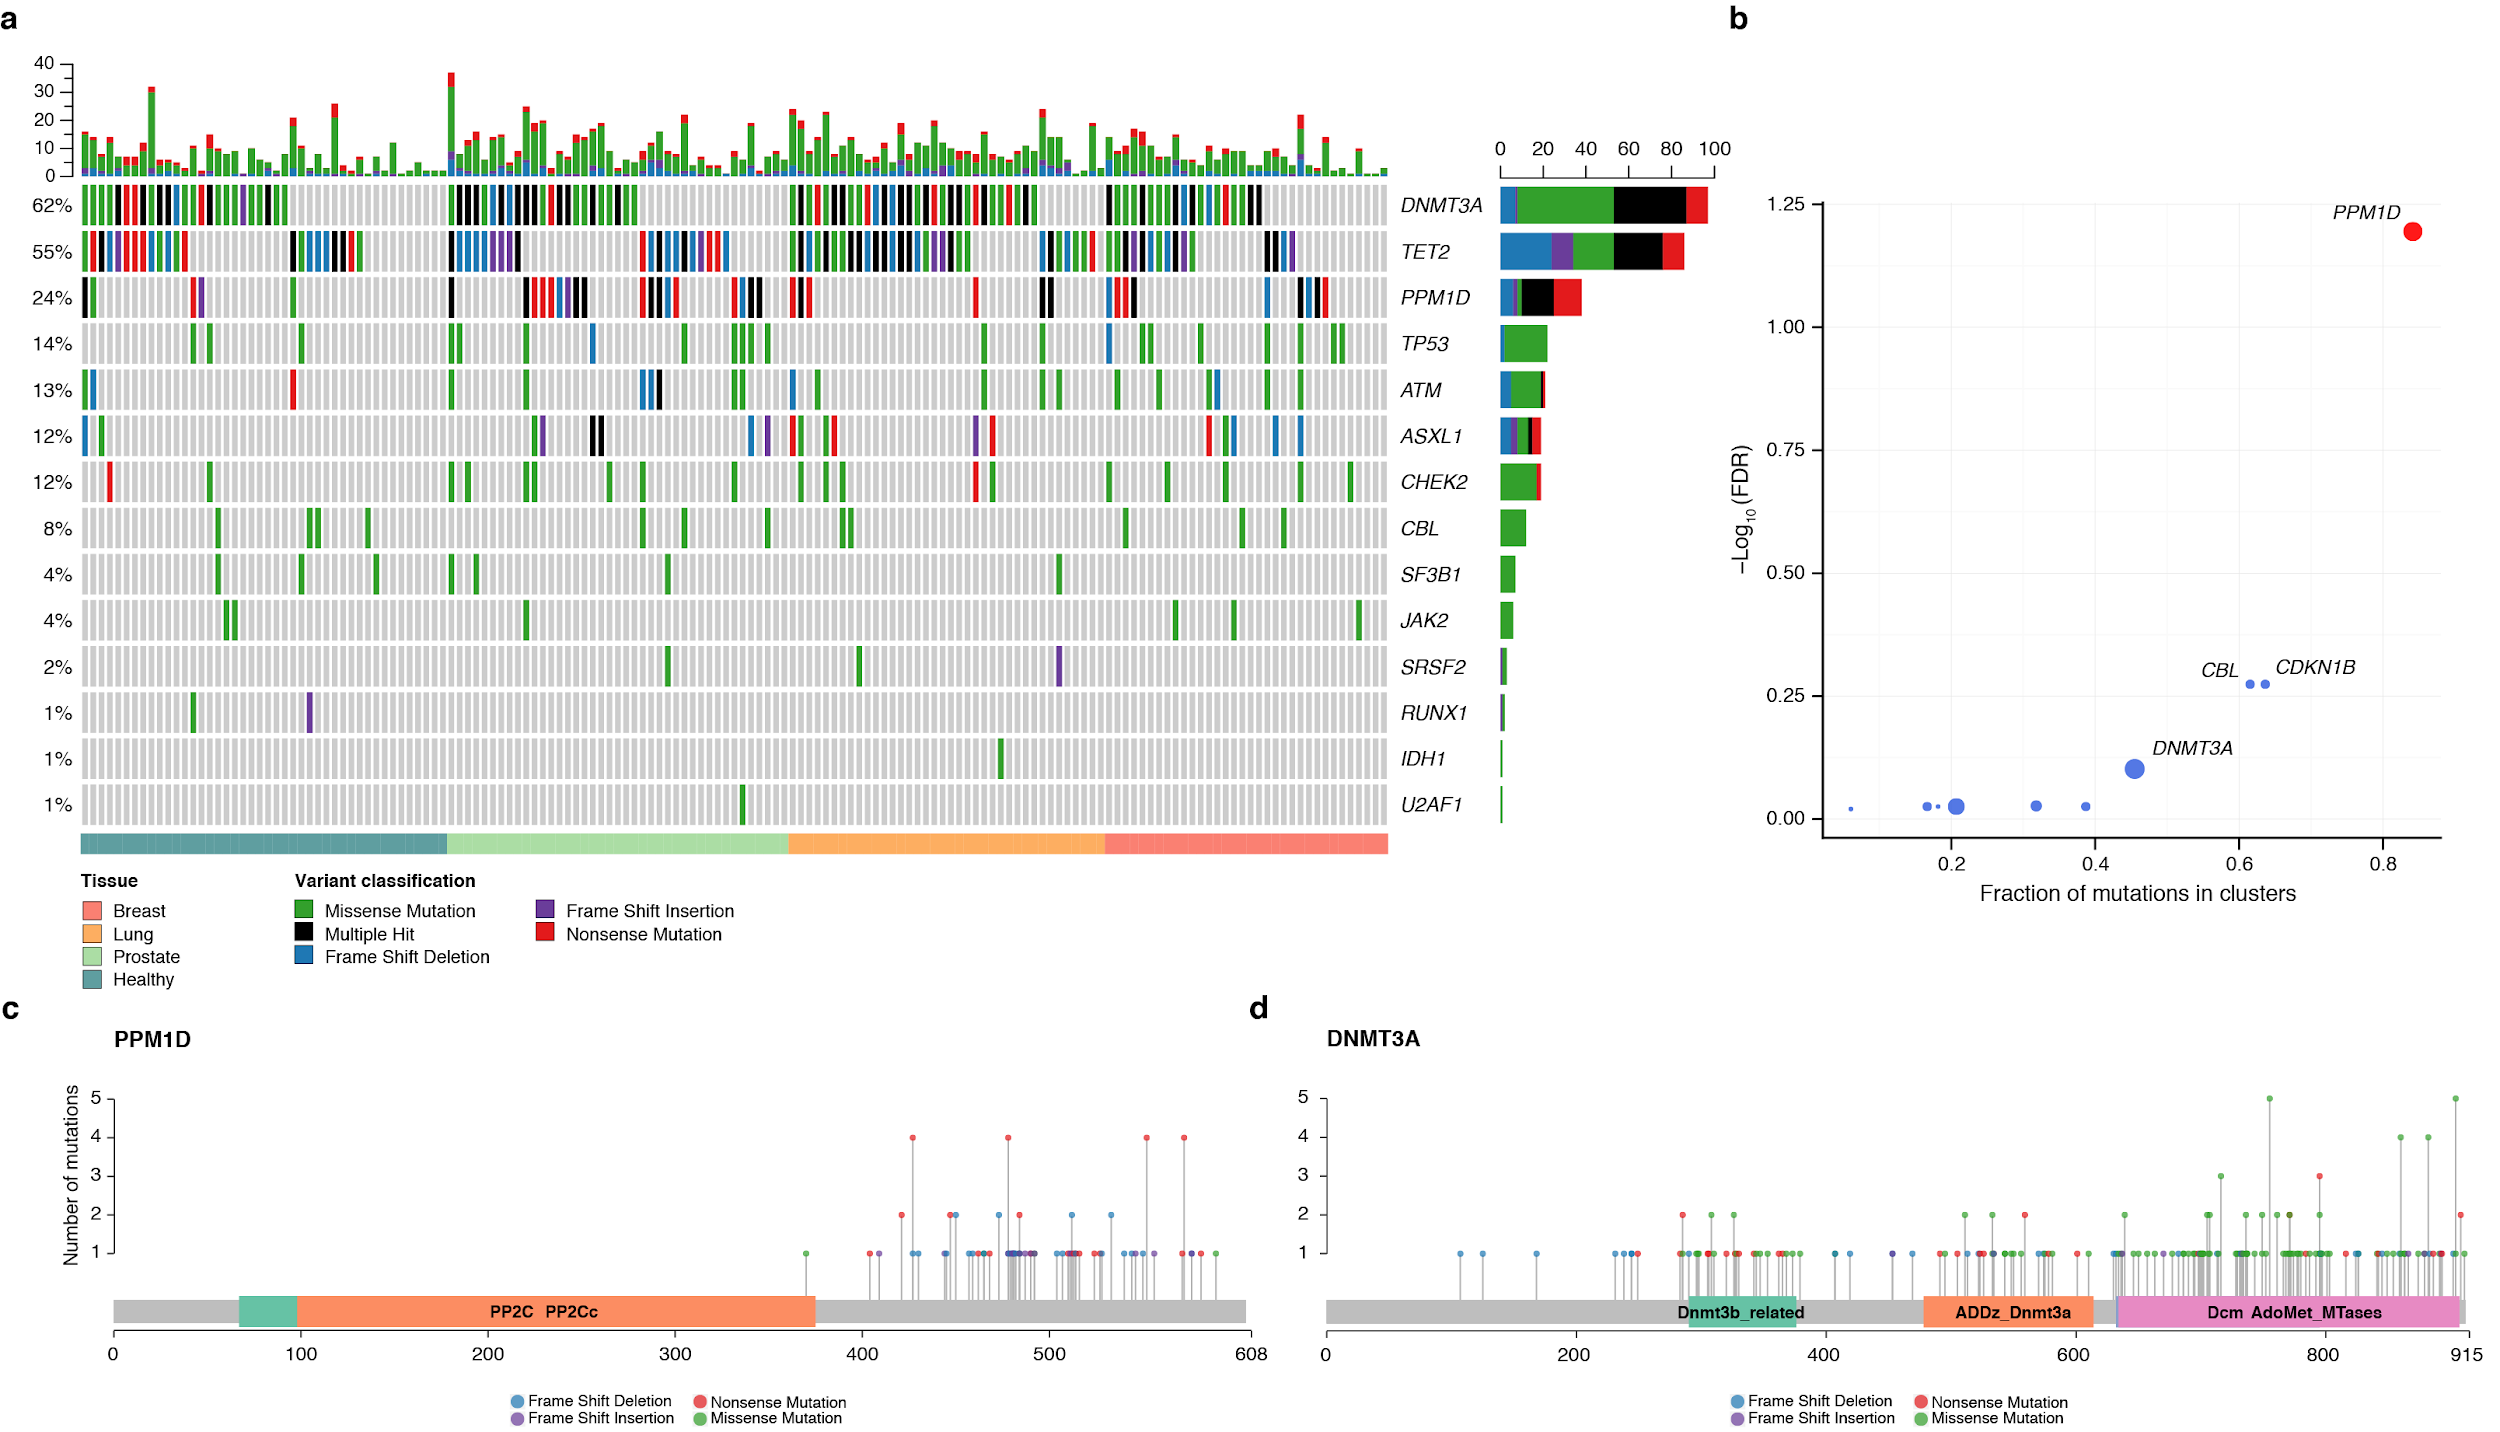 a
40
30
20
10
0
0 20 40 60 80 100
62% DNMT3A
55% TET2
24% PPM1D
14% TP53
13% ATM
12% ASXL1
12% CHEK2
8% CBL
4% SF3B1
4% JAK2
2% SRSF2
1% RUNX1
1% IDH1
1% U2AF1
Tissue
Breast
Lung
Prostate
Healthy
Variant classification
Missense Mutation
Multiple Hit
Frame Shift Deletion
Frame Shift Insertion
Nonsense Mutation
b
−Log10 (FDR)
1.25
1.00
0.75
0.50
0.25
0.00
PPM1D
CBL CDKN1B
DNMT3A
0.2 0.4 0.6 0.8
Fraction of mutations in clusters
c
PPM1D
Number of mutations
5
4
3
2
1
PP2C PP2Cc
0 100 200 300 400 500 608
Frame Shift Deletion Nonsense Mutation
Frame Shift Insertion Missense Mutation
d
DNMT3A
5
4
3
2
1
Dnmt3b_related ADDz_Dnmt3a Dcm AdoMet_MTases
0 200 400 600 800 915
Frame Shift Deletion Nonsense Mutation
Frame Shift Insertion Missense Mutation